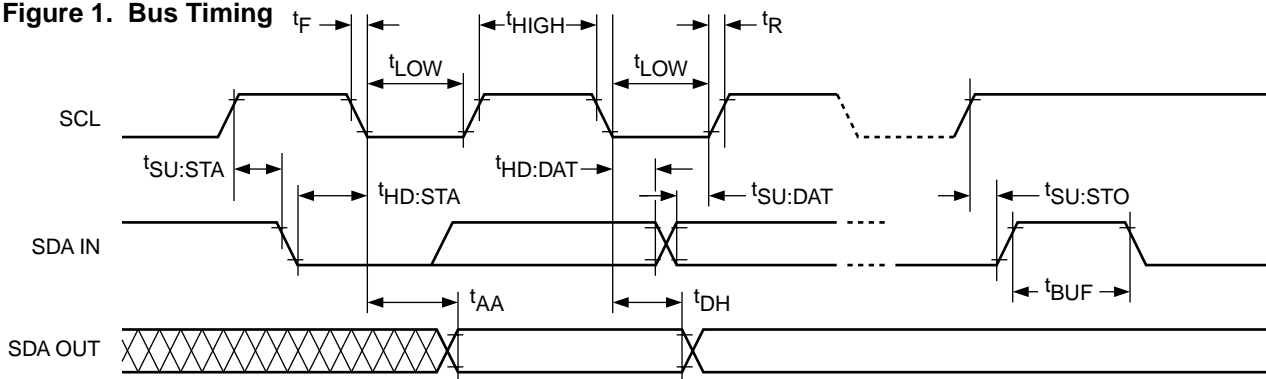 Figure 1. Bus Timing
tF
tHIGH
tR
tLOW
tLOW
SCL
tSU:STA
tHD:STA
tHD:DAT
tSU:DAT
tSU:STO
SDA IN
tBUF
tAA
tDH
SDA OUT